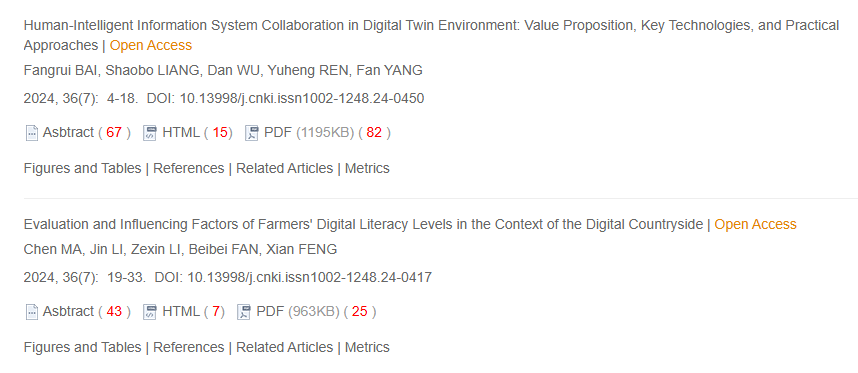 Human-Intelligent Information System Collaboration in Digital Twin Environment: Value Proposition, Key Technologies, and Practical
Approaches | Open Access
Fangrui BAI, Shaobo LIANG, Dan WU, Yuheng REN, Fan YANG
2024, 36(7): 4-18. DOI: 10.13998/j.cnki.issn1002-1248.24-0450
Asbtract ( 67 ) HTML ( 15) PDF (1195KB) ( 82 )
Figures and Tables | References | Related Articles | Metrics
Evaluation and Influencing Factors of Farmers' Digital Literacy Levels in the Context of the Digital Countryside | Open Access
Chen MA, Jin LI, Zexin LI, Beibei FAN, Xian FENG
2024, 36(7): 19-33. DOI: 10.13998/j.cnki.issn1002-1248.24-0417
Asbtract ( 43 ) HTML ( 7) PDF (963KB) ( 25 )
Figures and Tables | References | Related Articles | Metrics